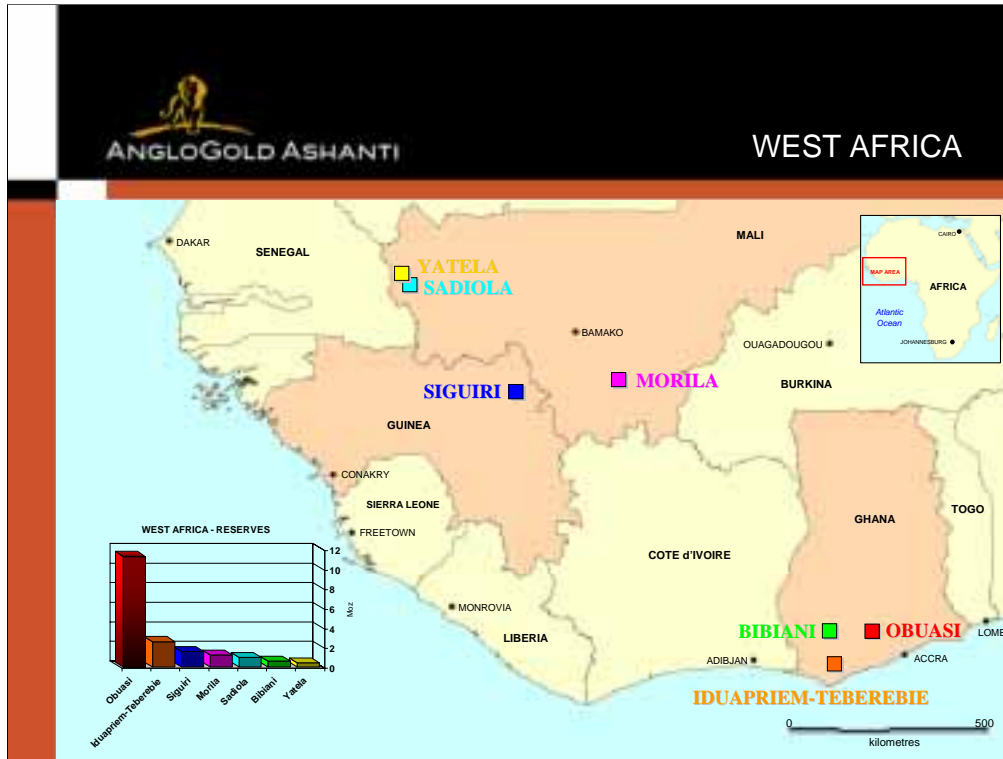 ANGLOGOLD ASHANTI
WEST AFRICA
DAKAR
SENEGAL
MALI
CAIRO
MAP AREA
AFRICA
Atlantic
Ocean
JOHANNESBURG
YATELA
SADIOLA
BAMAKO
OUAGADOUGOU
BURKINA
SIGUIRI
MORILA
GUINEA
CONAKRY
SIERRA LEONE
FREETOWN
GHANA
TOGO
COTE d'IVOIRE
MONROVIA
LIBERIA
BIBIANI
OBUASI
LOME
ADIBJAN
ACCRA
IDUAPRIEM-TEBEREBIE
0 500
kilometres
WEST AFRICA - RESERVES
12
10
8
6
4
2
0
Moz
Obuasi
Iduapriem-Teberebie
Siguiri
Morila
Sadiola
Bibiani
Yatela